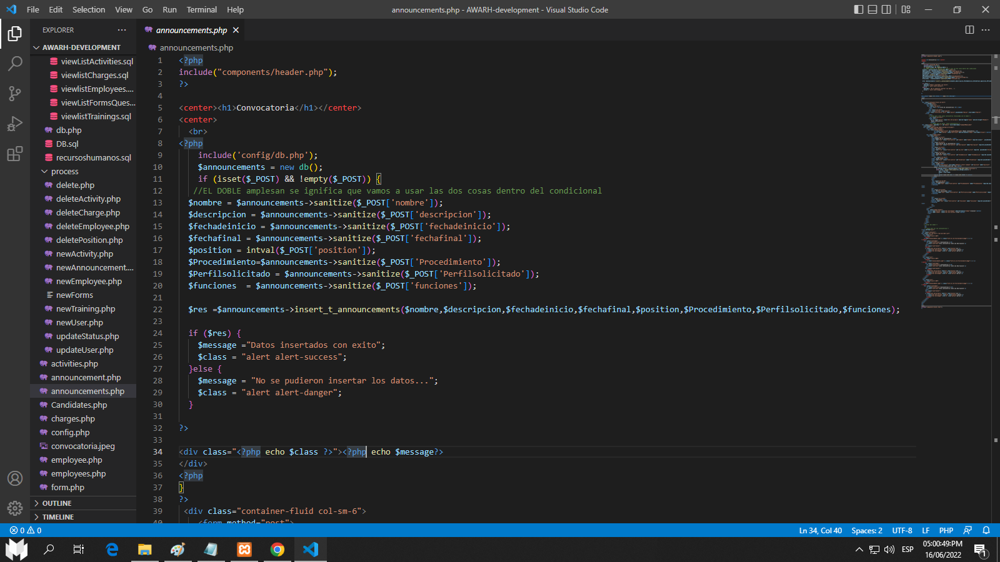 File Edit Selection View Go Run Terminal Help
announcements.php - AWARH-development - Visual Studio Code
EXPLORER
AWARH-DEVELOPMENT
viewListActivities.sql
viewlistCharges.sql
viewlistEmployees....
viewListFormsQues...
viewlistTrainings.sql
db.php
DB.sql
recursoshumanos.sql
process
delete.php
deleteActivity.php
deleteCharge.php
deleteEmployee.php
deletePosition.php
newActivity.php
newAnnouncement....
newEmployee.php
newForms
newTraining.php
newUser.php
updateStatus.php
updateUser.php
activities.php
announcement.php
announcements.php
Candidates.php
charges.php
config.php
convocatoria.jpeg
employee.php
employees.php
form.php
OUTLINE
TIMELINE
announcements.php
announcements.php
1 <?php
2 include("components/header.php");
3 ?>
4
5 <center><h1>Convocatoria</h1></center>
6 <center>
7 <br>
8 <?php
9 include('config/db.php');
10 $announcements = new db();
11 if (isset($_POST) && !empty($_POST)) {
12 //EL DOBLE amplesan se ignifica que vamos a usar las dos cosas dentro del condicional
13 $nombre = $announcements->sanitize($_POST['nombre']);
14 $descripcion = $announcements->sanitize($_POST['descripcion']);
15 $fechadeinicio = $announcements->sanitize($_POST['fechadeinicio']);
16 $fechafinal = $announcements->sanitize($_POST['fechafinal']);
17 $position = intval($_POST['position']);
18 $Procedimiento=$announcements->sanitize($_POST['Procedimiento']);
19 $Perfilsolicitado = $announcements->sanitize($_POST['Perfilsolicitado']);
20 $funciones  = $announcements->sanitize($_POST['funciones']);
21
22 $res =$announcements->insert_t_announcements($nombre,$descripcion,$fechadeinicio,$fechafinal,$position,$Procedimiento,$Perfilsolicitado,$funciones);
23
24 if ($res) {
25 $message ="Datos insertados con exito";
26 $class = "alert alert-success";
27 }else {
28 $message = "No se pudieron insertar los datos...";
29 $class = "alert alert-danger";
30 }
31
32 ?>
33
34 <div class="<?php echo $class ?>"><?php echo $message?>
35 </div>
36 <?php
37 }
38 ?>
39 <div class="container-fluid col-sm-6">
40 <form method="post">
0 0
Ln 34, Col 40 Spaces: 2 UTF-8 LF PHP
ESP
05:00:49:PM
16/06/2022
1